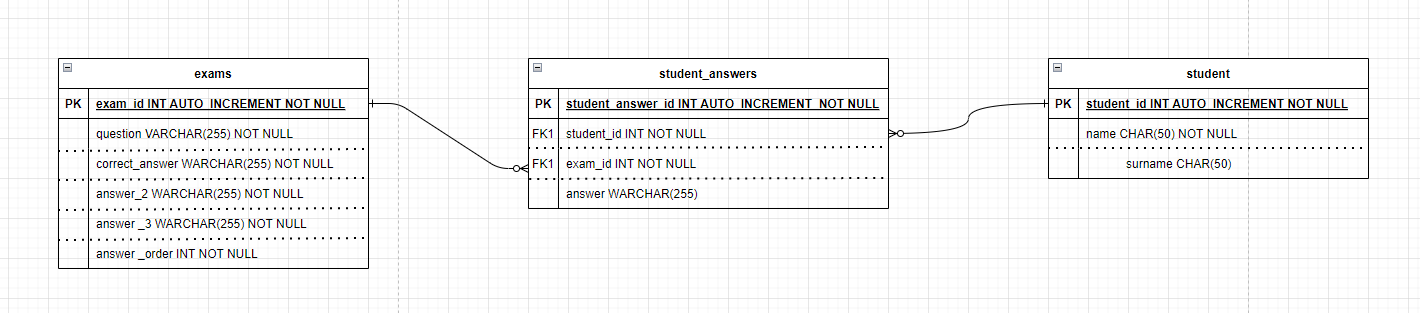 exams
PK exam_id INT AUTO_INCREMENT NOT NULL
question VARCHAR(255) NOT NULL
correct_answer WARCHAR(255) NOT NULL
answer_2 WARCHAR(255) NOT NULL
answer _3 WARCHAR(255) NOT NULL
answer _order INT NOT NULL
student_answers
PK student_answer_id INT AUTO_INCREMENT NOT NULL
FK1 student_id INT NOT NULL
FK1 exam_id INT NOT NULL
answer WARCHAR(255)
student
PK student_id INT AUTO_INCREMENT NOT NULL
name CHAR(50) NOT NULL
surname CHAR(50)